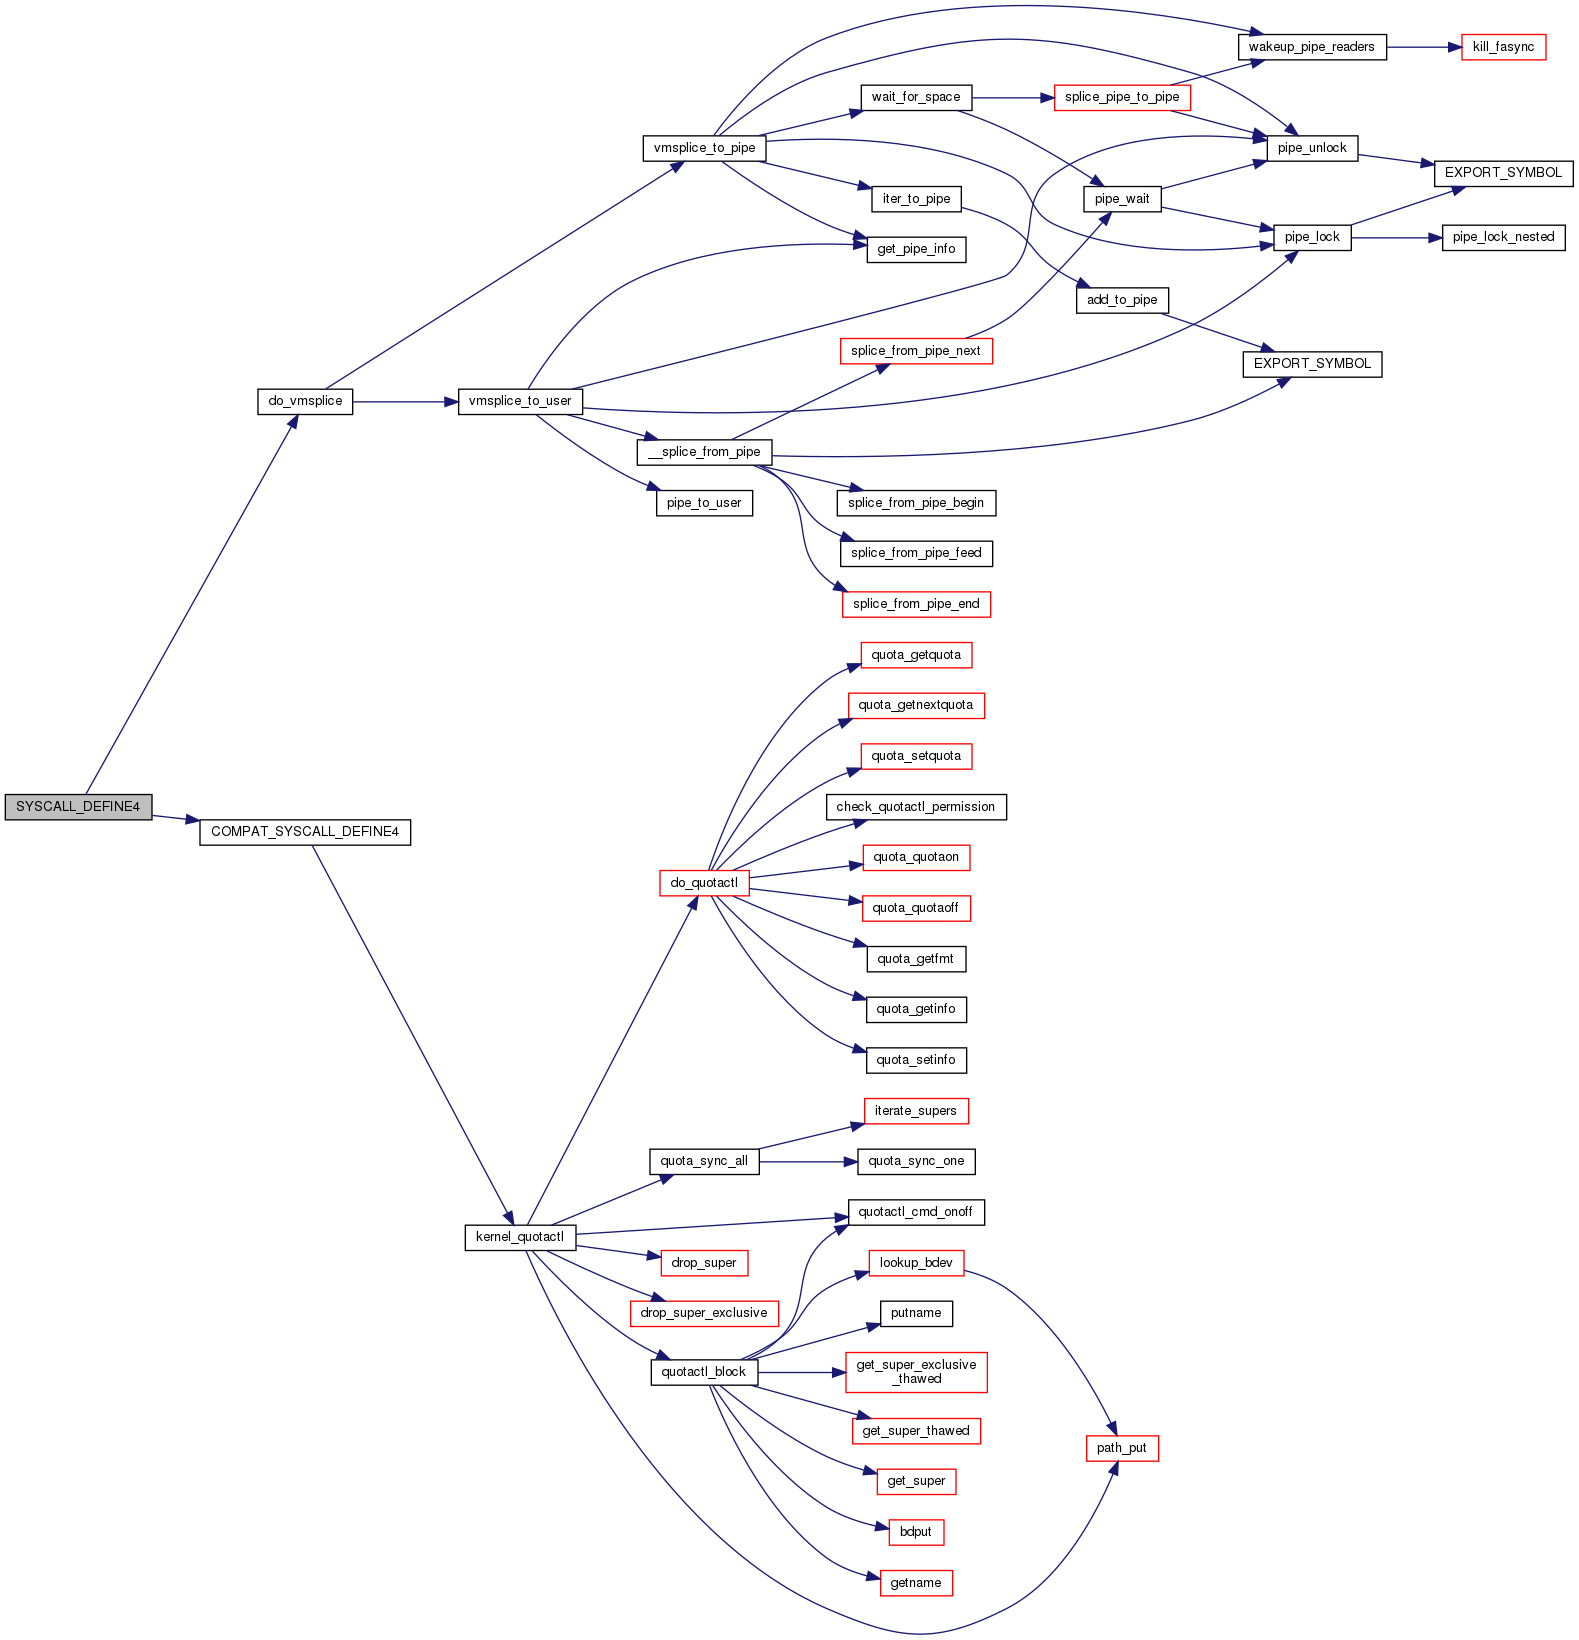 wakeup_pipe_readers
kill_fasync
wait_for_space
splice_pipe_to_pipe
vmsplice_to_pipe
pipe_unlock
EXPORT_SYMBOL
iter_to_pipe
pipe_wait
get_pipe_info
pipe_lock
pipe_lock_nested
add_to_pipe
splice_from_pipe_next
EXPORT_SYMBOL
do_vmsplice
vmsplice_to_user
__splice_from_pipe
pipe_to_user
splice_from_pipe_begin
splice_from_pipe_feed
splice_from_pipe_end
quota_getquota
quota_getnextquota
quota_setquota
SYSCALL_DEFINE4
check_quotactl_permission
COMPAT_SYSCALL_DEFINE4
quota_quotaon
do_quotactl
quota_quotaoff
quota_getfmt
quota_getinfo
quota_setinfo
iterate_supers
quota_sync_all
quota_sync_one
quotactl_cmd_onoff
kernel_quotactl
drop_super
lookup_bdev
drop_super_exclusive
putname
quotactl_block
get_super_exclusive
_thawed
get_super_thawed
path_put
get_super
bdput
getname